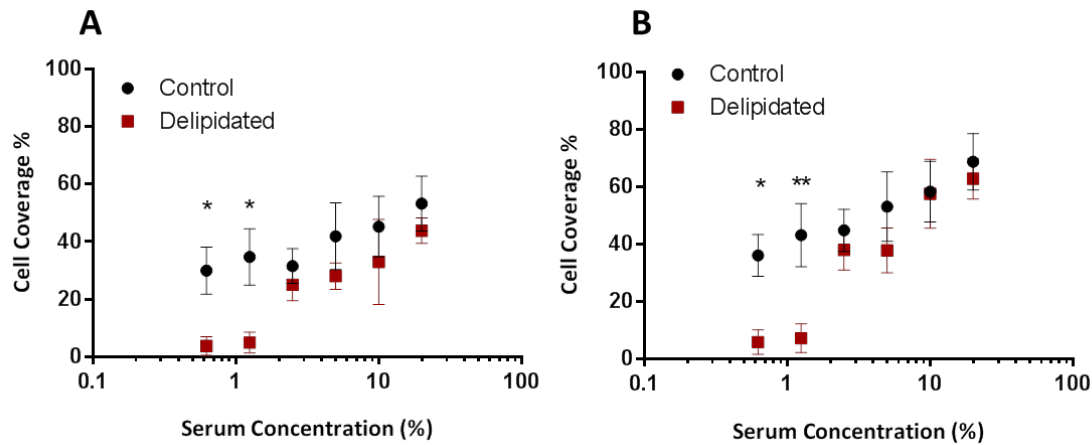 A
Cell Coverage %
100
80
60
40
20
0
Control
Delipidated
*
*
0.1
1
10
100
Serum Concentration (%)
B
Cell Coverage %
100
80
60
40
20
0
Control
Delipidated
*
**
0.1
1
10
100
Serum Concentration (%)